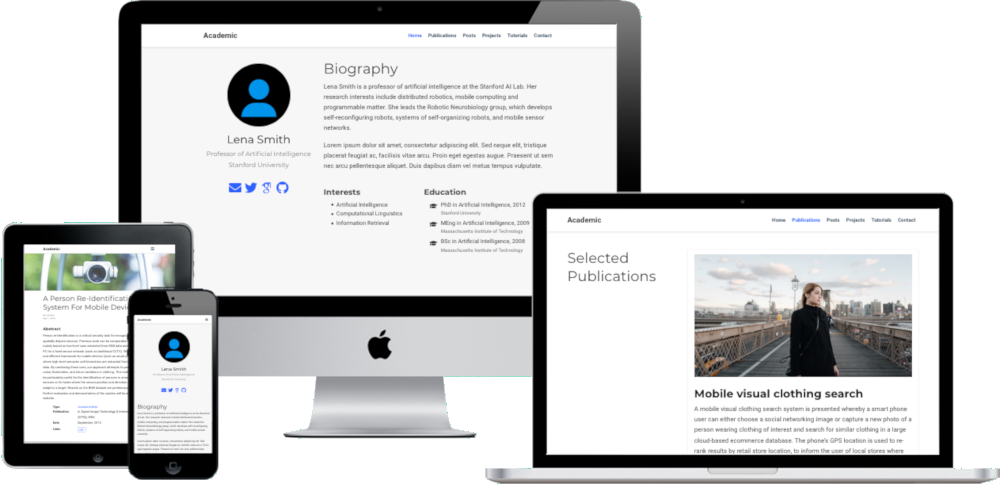 Academic
Home Publications Posts Projects Tutorials Contact
Biography
Lena Smith is a professor of artificial intelligence at the Stanford AI Lab. Her
research interests include distributed robotics, mobile computing and
programmable matter. She leads the Robotic Neurobiology group, which develops
self-reconfiguring robots, systems of self-organizing robots, and mobile sensor
networks.
Lorem ipsum dolor sit amet, consectetur adipiscing elit. Sed neque elit, tristique
placerat feugiat ac, facilisis vitae arcu. Proin eget egestas augue. Praesent ut sem
nec arcu pellentesque aliquet. Duis dapibus diam vel metus tempus vulputate.
Lena Smith
Professor of Artificial Intelligence
Stanford University
Interests
Artificial Intelligence
Computational Linguistics
Information Retrieval
Education
PhD in Artificial Intelligence, 2012
Stanford University
MEng in Artificial Intelligence, 2009
Massachusetts Institute of Technology
BSc in Artificial Intelligence, 2008
Massachusetts Institute of Technology
Academic
Home Publications Posts Projects Tutorials Contact
Selected
Publications
Mobile visual clothing search
A mobile visual clothing search system is presented whereby a smart phone
user can either choose a social networking image or capture a new photo of a
person wearing clothing of interest and search for similar clothing in a large
cloud-based ecommerce database. The phone's GPS location is used to re-
rank results by retail store location, to inform the user of local stores where
Academic
A Person Re-Identificati
System For Mobile Devi
Abstract
Academic
Lena Smith
Biography